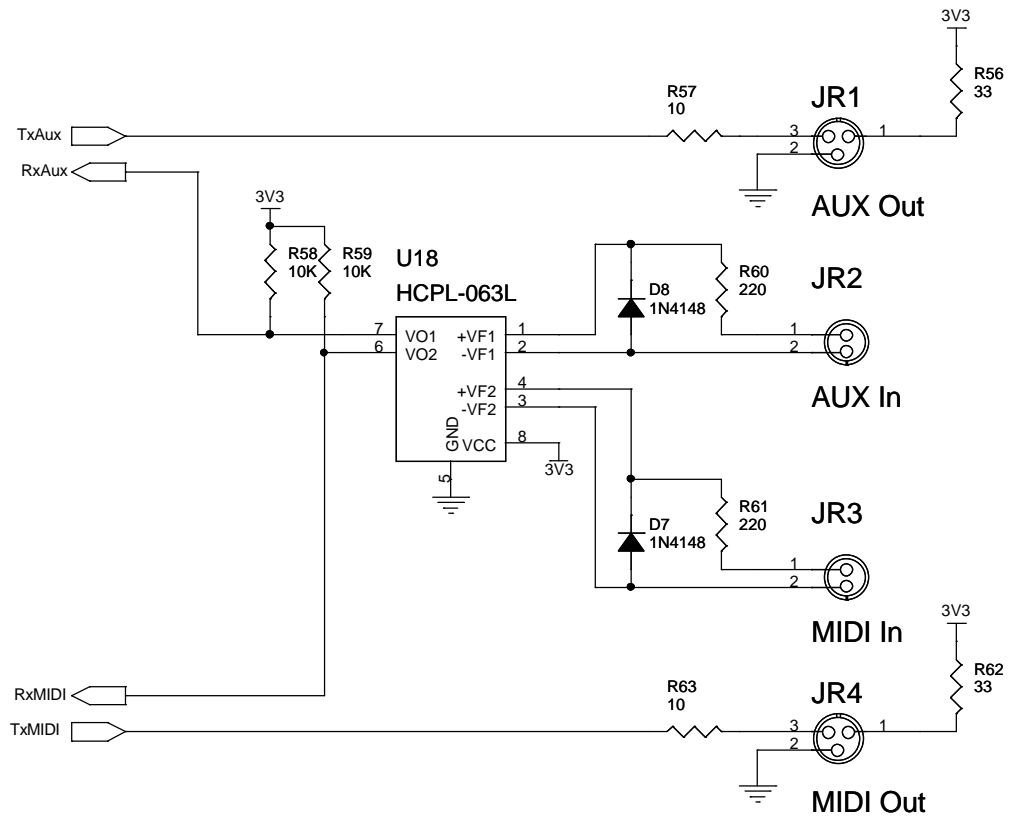 3V3
R56
33
R57
10
JR1
TxAux
3
1
2
RxAux
AUX Out
3V3
R58
10K
R59
10K
U18
HCPL-063L
R60
220
JR2
D8
1N4148
7
VO1
+VF1
1
1
6
VO2
-VF1
2
2
+VF2
4
AUX In
-VF2
3
GND
VCC
8
3V3
5
R61
220
JR3
D7
1N4148
1
2
MIDI In
3V3
RxMIDI
R63
10
JR4
R62
33
TxMIDI
3
1
2
MIDI Out